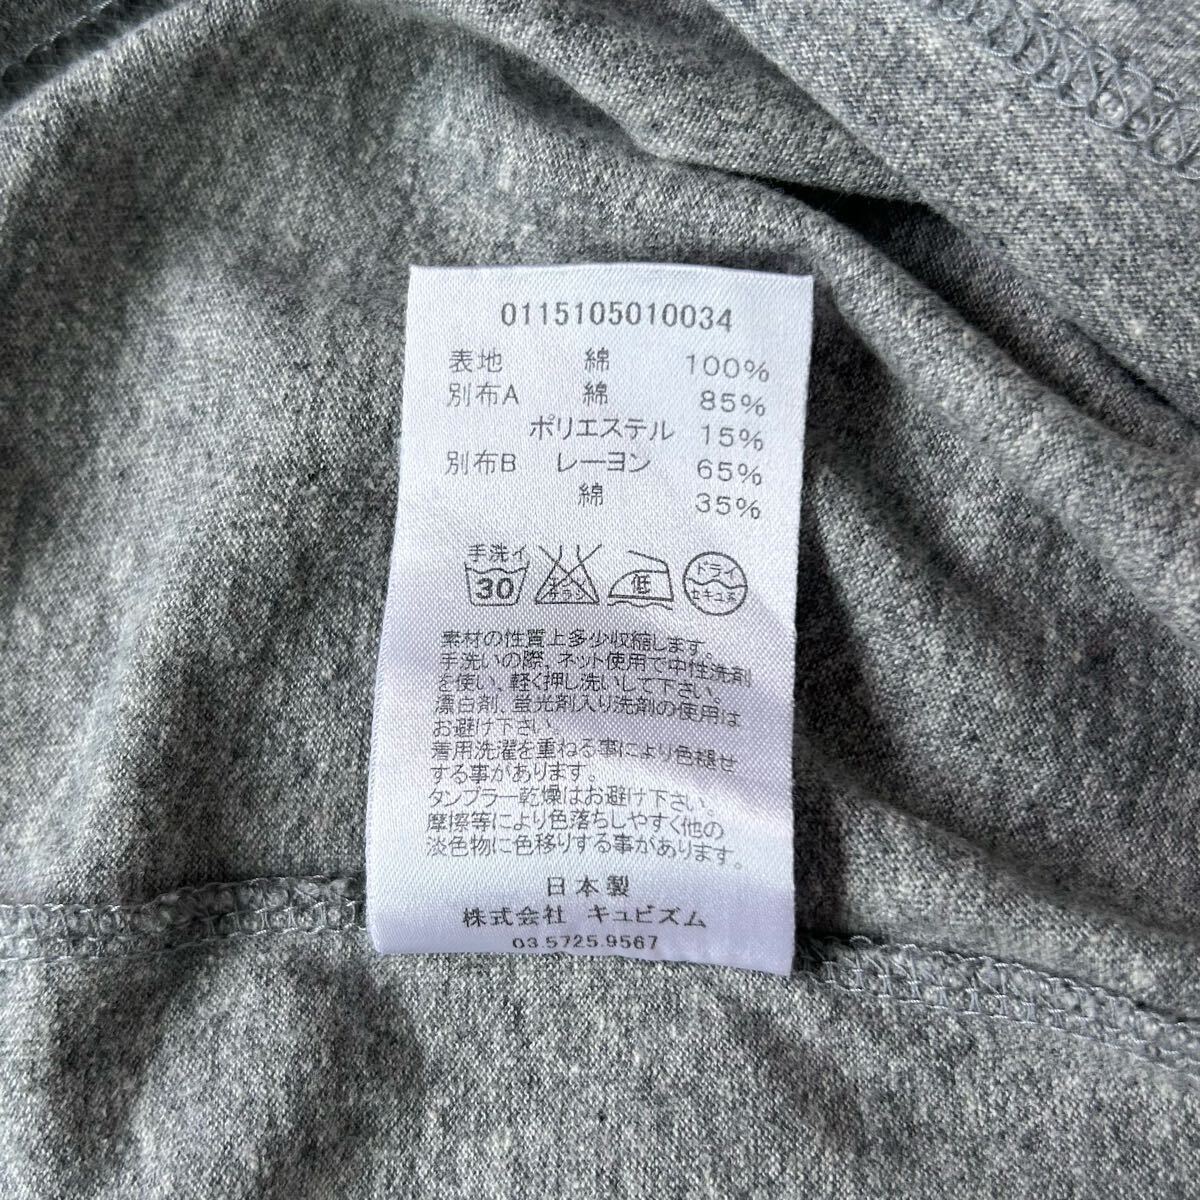 0115105010034
表地 綿 100%
別布A 綿 85%
ポリエステル 15%
別布B レーヨン 65%
綿 35%
手洗イ
30 低 ドライ
素材の性質上多少収縮します。
手洗いの際、ネット使用で中性洗剤
を使い、軽く押し洗いして下さい。
漂白剤、蛍光剤入り洗剤の使用は
お避け下さい。
着用洗濯を重ねる事により色褪せ
する事があります。
タンブラー乾燥はお避け下さい。
摩擦等により色落ちしやすく他の
淡色物に色移りする事があります。
日本製
株式会社 キュビズム
03.5725.9567